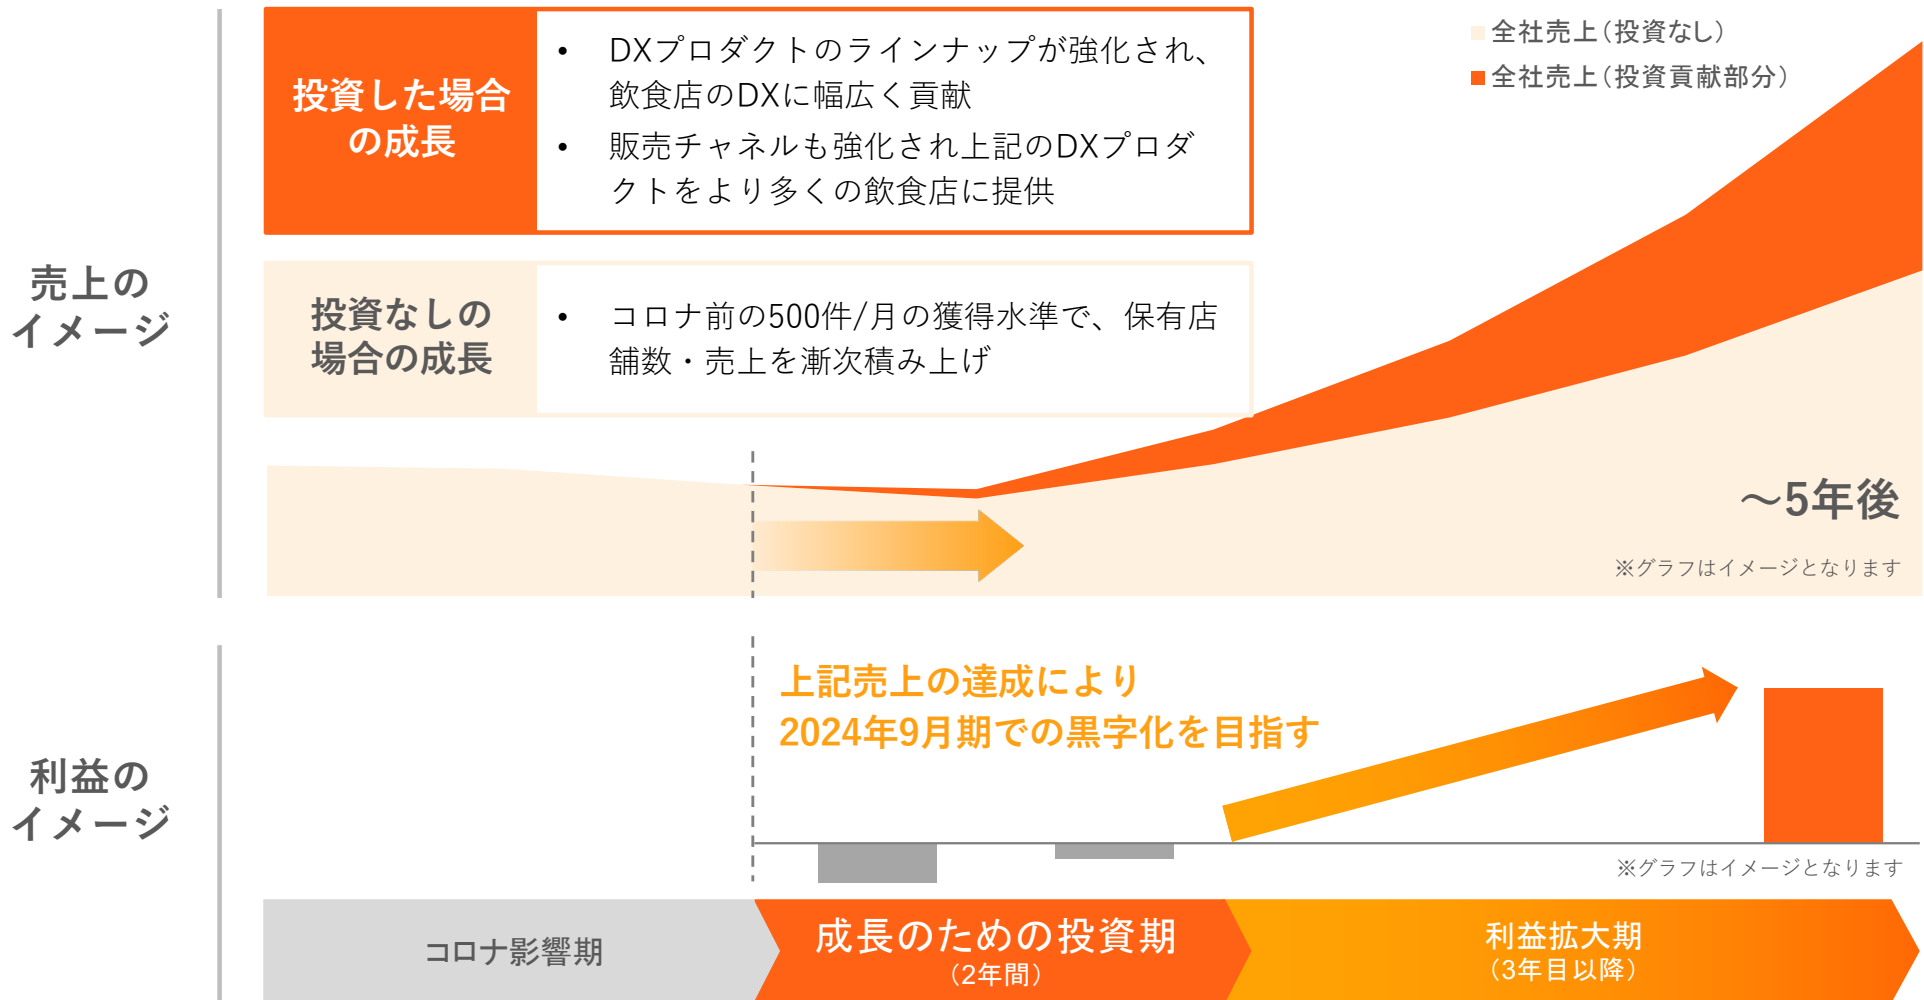 売上の
イメージ
投資した場合
の成長
• DXプロダクトのラインナップが強化され、
飲食店のDXに幅広く貢献
• 販売チャネルも強化され上記のDXプロダ
クトをより多くの飲食店に提供
投資なしの
場合の成長
• コロナ前の500件/月の獲得水準で、保有店
舗数・売上を漸次積み上げ
全社売上（投資なし）
全社売上（投資貢献部分）
～5年後
※グラフはイメージとなります
利益の
イメージ
上記売上の達成により
2024年9月期での黒字化を目指す
※グラフはイメージとなります
コロナ影響期
成長のための投資期
（2年間）
利益拡大期
（3年目以降）